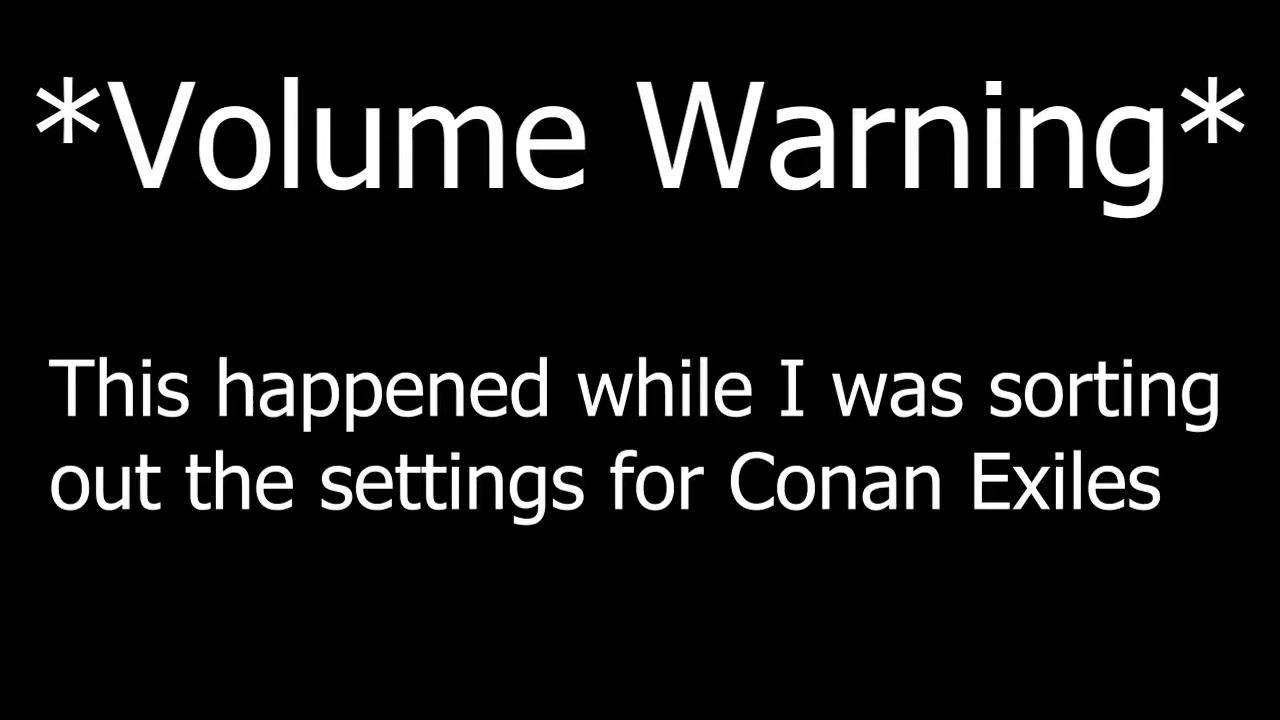 *Volume Warning*
This happened while I was sorting
out the settings for Conan Exiles